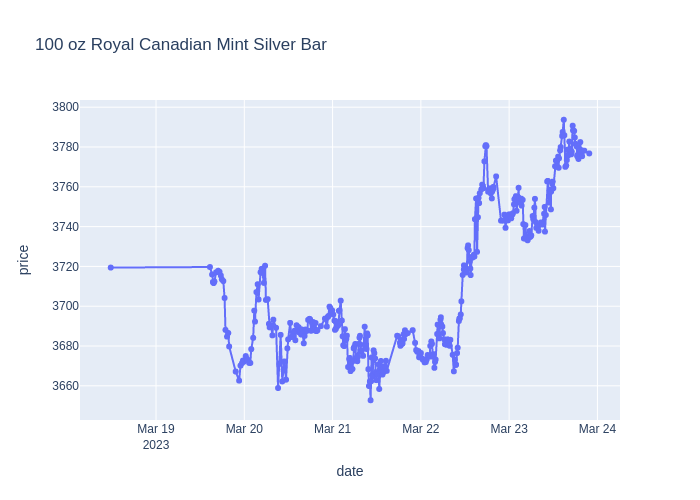 100 oz Royal Canadian Mint Silver Bar
3800
3780
3760
3740
3720
3700
3680
3660
price
Mar 19
2023
Mar 20
Mar 21
Mar 22
Mar 23
Mar 24
date